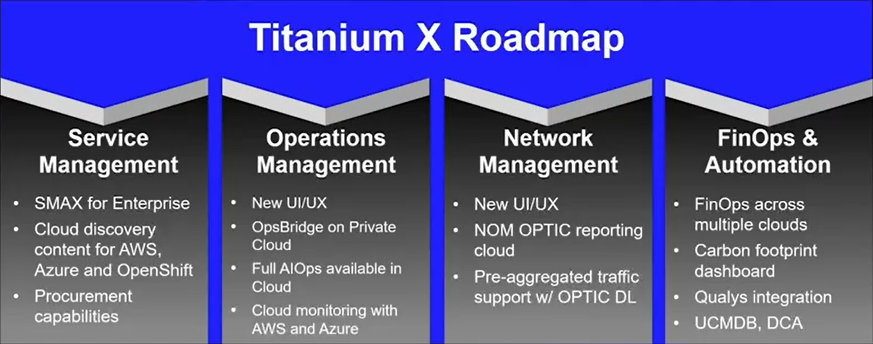 Titanium X Roadmap
Service
Management
• SMAX for Enterprise
• Cloud discovery
content for AWS,
Azure and OpenShift
• Procurement
capabilities
Operations
Management
• New UI/UX
• OpsBridge on Private
Cloud
• Full AIOps available in
Cloud
• Cloud monitoring with
AWS and Azure
Network
Management
• New UI/UX
• NOM OPTIC reporting
cloud
• Pre-aggregated traffic
support w/ OPTIC DL
FinOps &
Automation
• FinOps across
multiple clouds
• Carbon footprint
dashboard
• Qualys integration
• UCMDB, DCA